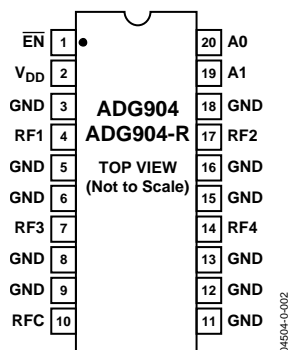 E̅N̅ 1 20 A0
VDD 2 19 A1
GND 3 18 GND
RF1 4 17 RF2
GND 5 16 GND
GND 6 15 GND
RF3 7 14 RF4
GND 8 13 GND
GND 9 12 GND
RFC 10 11 GND
ADG904
ADG904-R
TOP VIEW
(Not to Scale)
04504-0-002